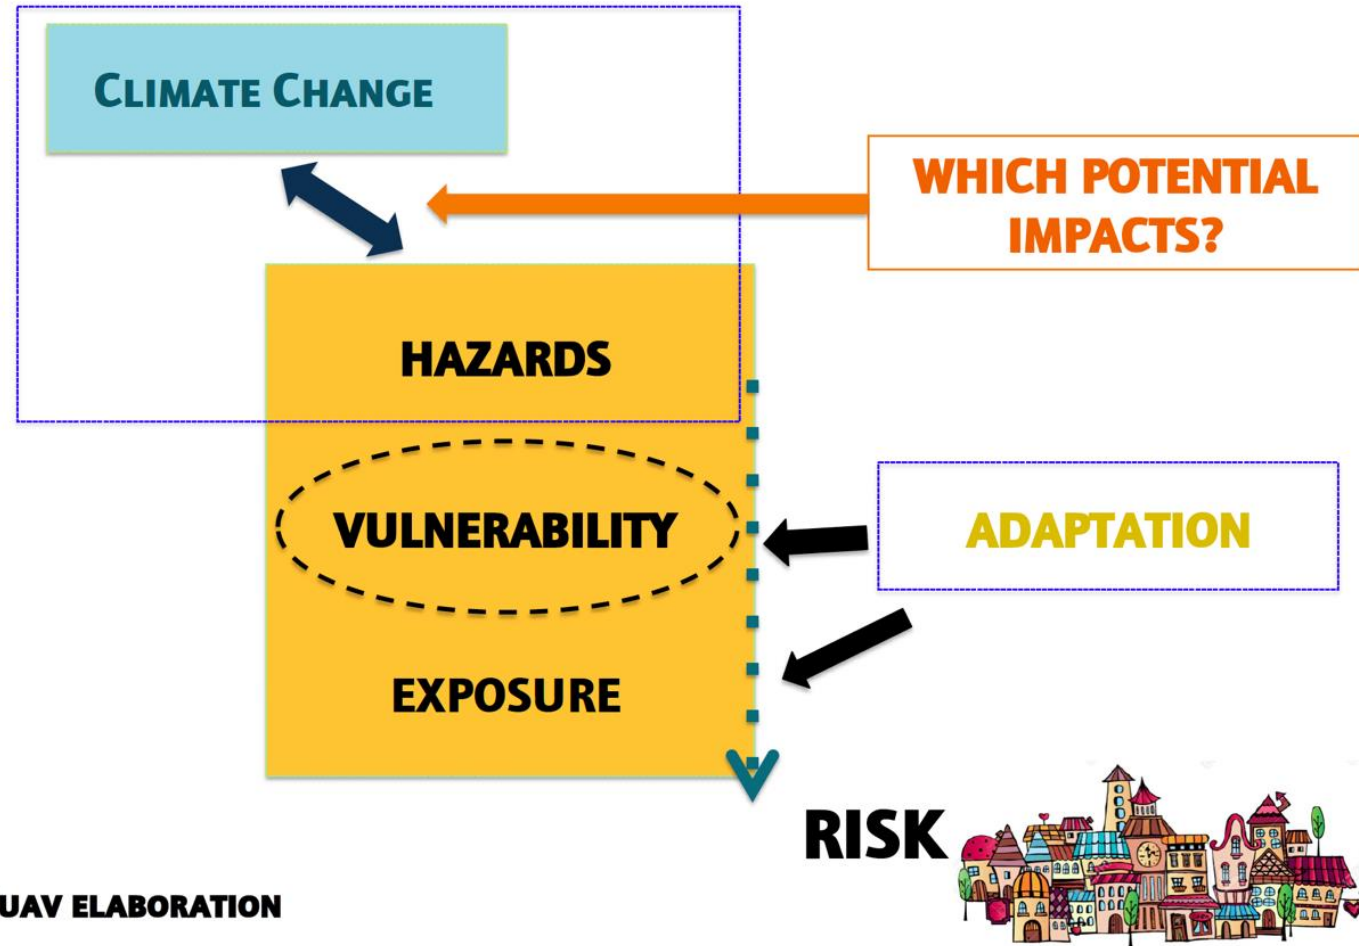 CLIMATE CHANGE
WHICH POTENTIAL
IMPACTS?
HAZARDS
VULNERABILITY
ADAPTATION
EXPOSURE
RISK
UAV ELABORATION